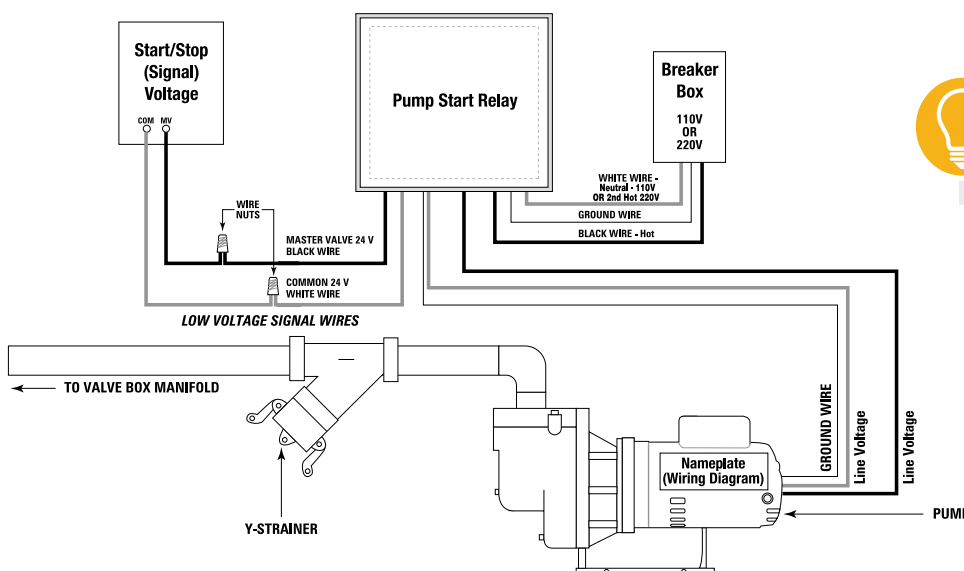 Start/Stop
(Signal)
Voltage
COM MV
Pump Start Relay
Breaker
Box
110V
OR
220V
WHITE WIRE -
Neutral - 110V
OR 2nd Hot 220V
GROUND WIRE
BLACK WIRE - Hot
WIRE
NUTS
MASTER VALVE 24 V
BLACK WIRE
COMMON 24 V
WHITE WIRE
LOW VOLTAGE SIGNAL WIRES
TO VALVE BOX MANIFOLD
Y-STRAINER
Nameplate
(Wiring Diagram)
GROUND WIRE
Line Voltage
Line Voltage
PUMP